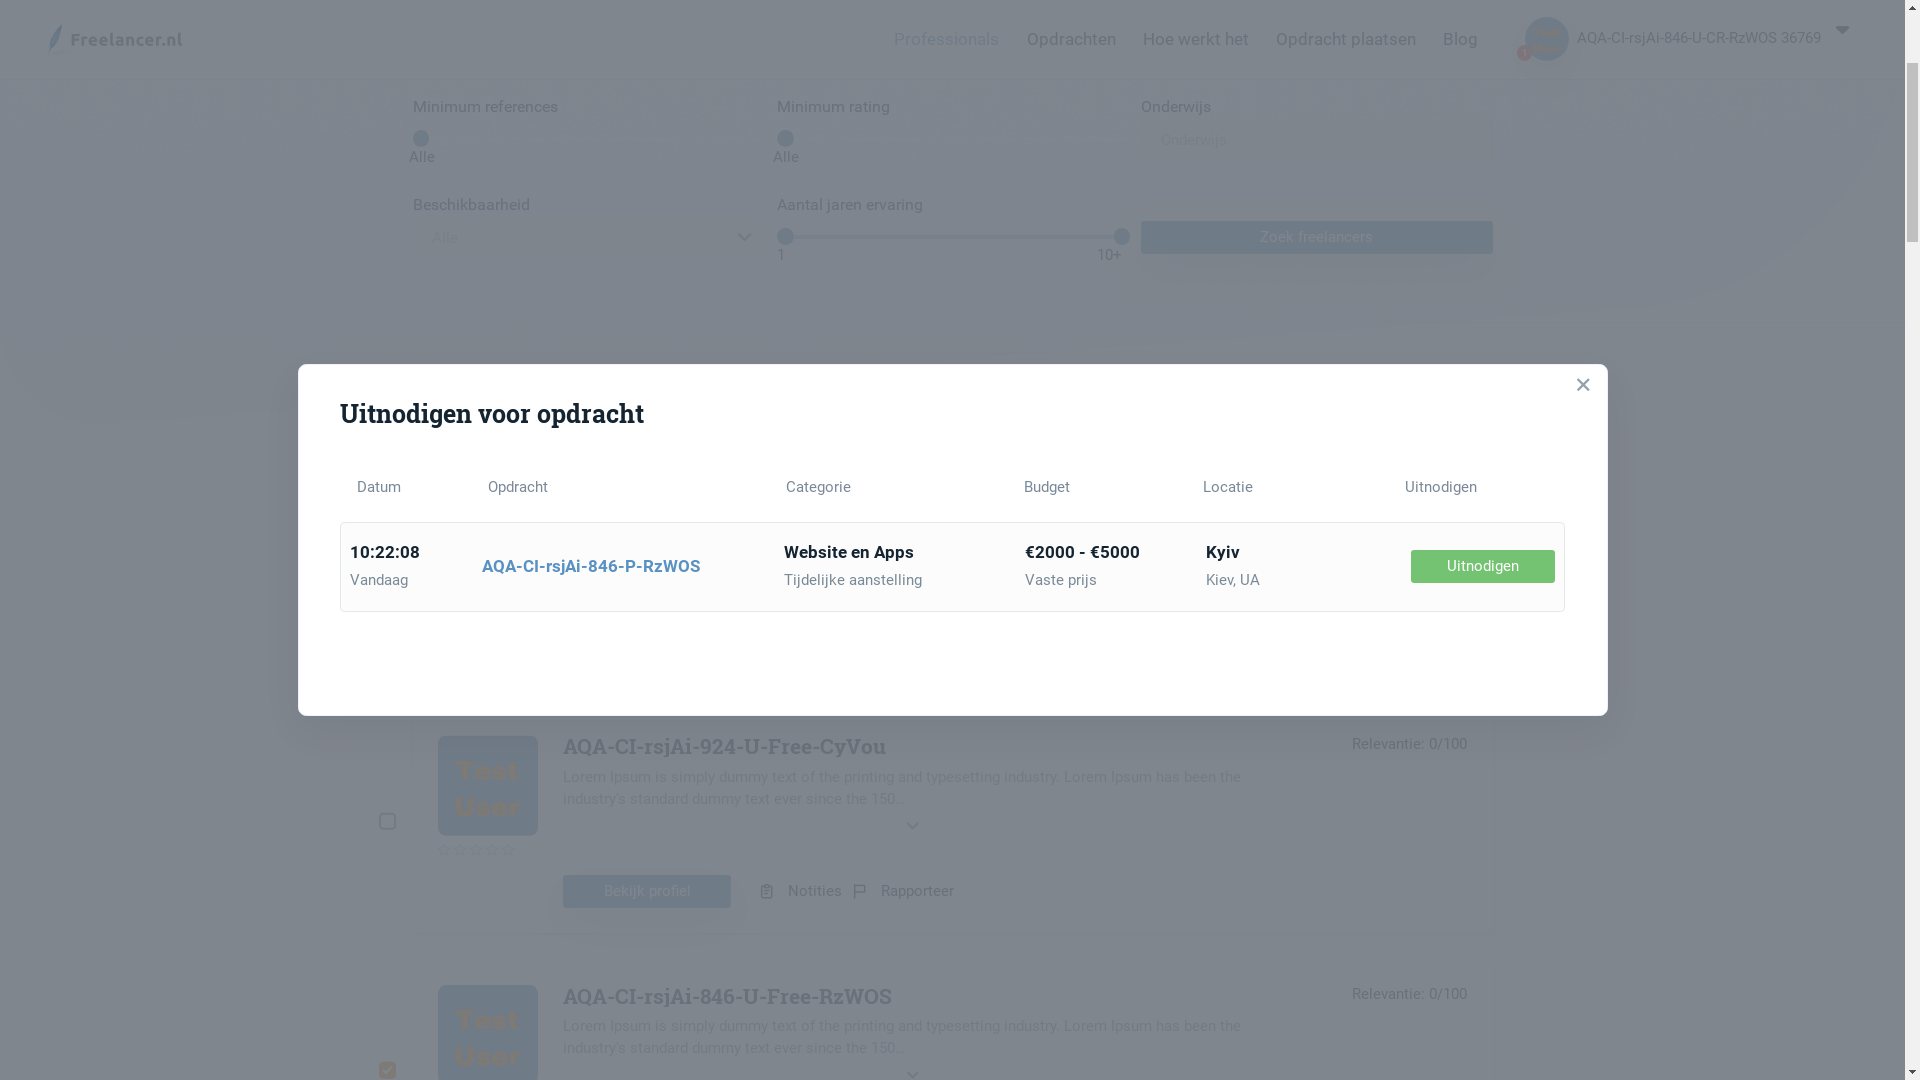 Freelancer.nl
Professionals
Opdrachten
Hoe werkt het
Opdracht plaatsen
Blog
AQA-CI-rsjAi-846-U-CR-RzWOS 36769
Minimum references
Minimum rating
Onderwijs
Alle
Alle
Onderwijs
Beschikbaarheid
Aantal jaren ervaring
Alle
1
10+
Zoek freelancers
Uitnodigen voor opdracht
Datum
Opdracht
Categorie
Budget
Locatie
Uitnodigen
10:22:08
Vandaag
AQA-CI-rsjAi-846-P-RzWOS
Website en Apps
Tijdelijke aanstelling
€2000 - €5000
Vaste prijs
Kyiv
Kiev, UA
Uitnodigen
Test
User
AQA-CI-rsjAi-924-U-Free-CyVou
Relevantie: 0/100
Lorem Ipsum is simply dummy text of the printing and typesetting industry. Lorem Ipsum has been the
industry's standard dummy text ever since the 150...
Bekijk profiel
Notities
Rapporteer
Test
User
AQA-CI-rsjAi-846-U-Free-RzWOS
Relevantie: 0/100
Lorem Ipsum is simply dummy text of the printing and typesetting industry. Lorem Ipsum has been the
industry's standard dummy text ever since the 150...